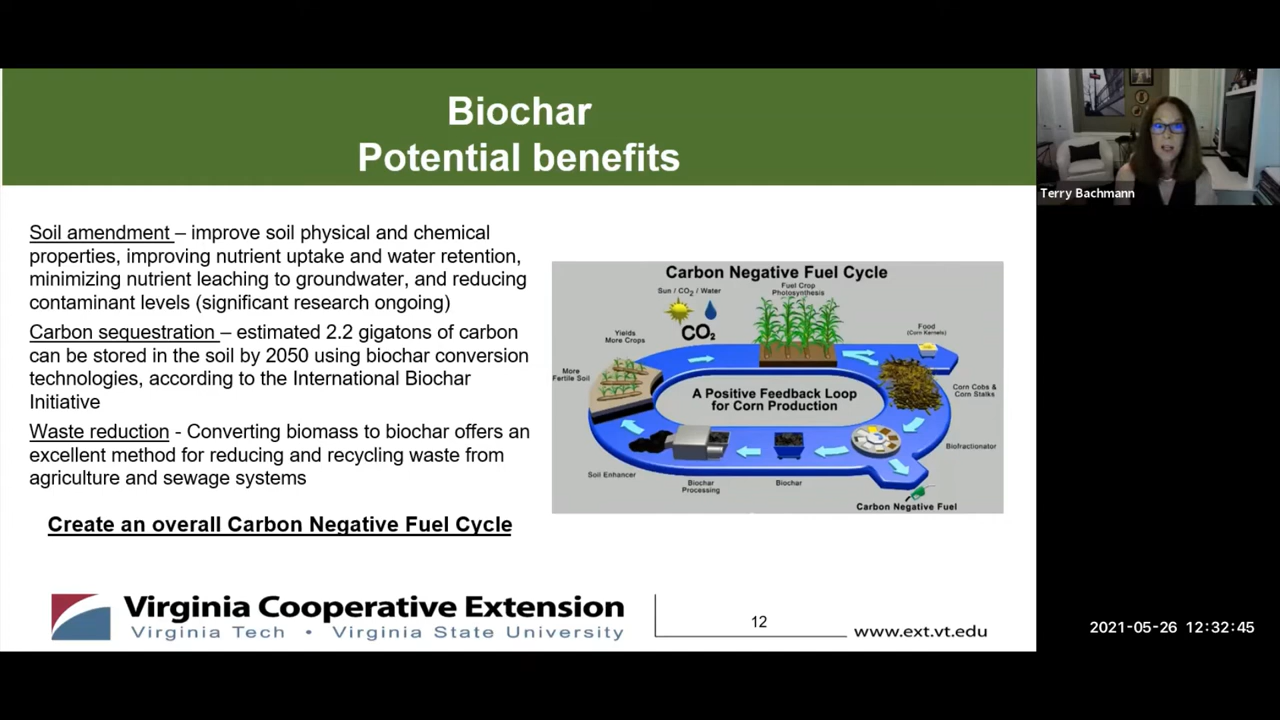 Biochar
Potential benefits
Terry Bachmann
Soil amendment – improve soil physical and chemical
properties, improving nutrient uptake and water retention,
minimizing nutrient leaching to groundwater, and reducing
contaminent levels (significant research ongoing)
Carbon sequestration – estimated 2.2 gigatons of carbon
can be stored in the soil by 2050 using biochar conversion
technologies, according to the International Biochar
Initiative
Waste reduction - Converting biomass to biochar offers an
excellent method for reducing and recycling waste from
agriculture and sewage systems
Create an overall Carbon Negative Fuel Cycle
Carbon Negative Fuel Cycle
Sun / CO2 / Water
Fuel Crop
Photosynthesis
CO2
Yields
More Crops
Food
(Corn Kernels)
More
Fertile Soil
A Positive Feedback Loop
for Corn Production
Corn Cobs &
Corn Stalks
Biofractionator
Soil Enhancer
Biochar
Processing
Biochar
Carbon Negative Fuel
Virginia Cooperative Extension
Virginia Tech • Virginia State University
12
www.ext.vt.edu
2021-05-26 12:32:45